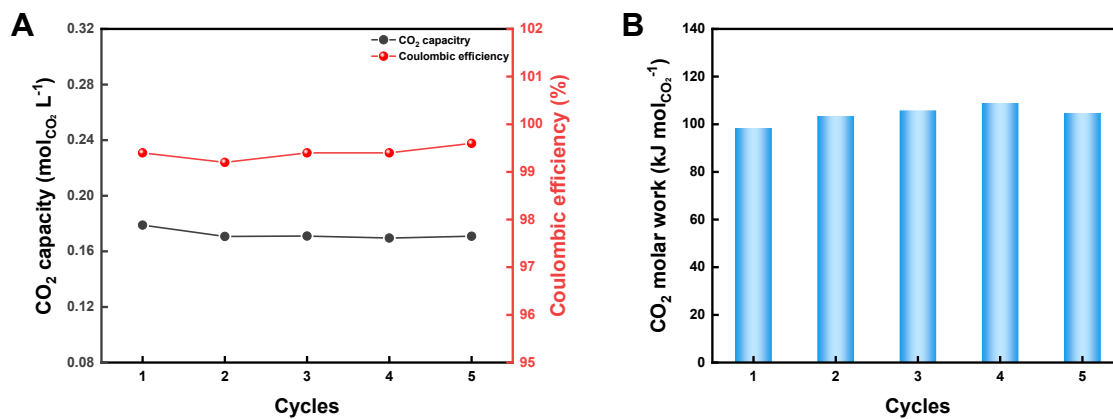 A
CO₂ capacitry
Coulombic efficiency
CO₂ capacity (mol_CO₂ L⁻¹)
0.32
0.28
0.24
0.20
0.16
0.12
0.08
102
101
100
99
98
97
96
95
Coulombic efficiency (%)
1 2 3 4 5
Cycles
B
CO₂ molar work (kJ mol_CO₂⁻¹)
140
120
100
80
60
40
20
0
1 2 3 4 5
Cycles